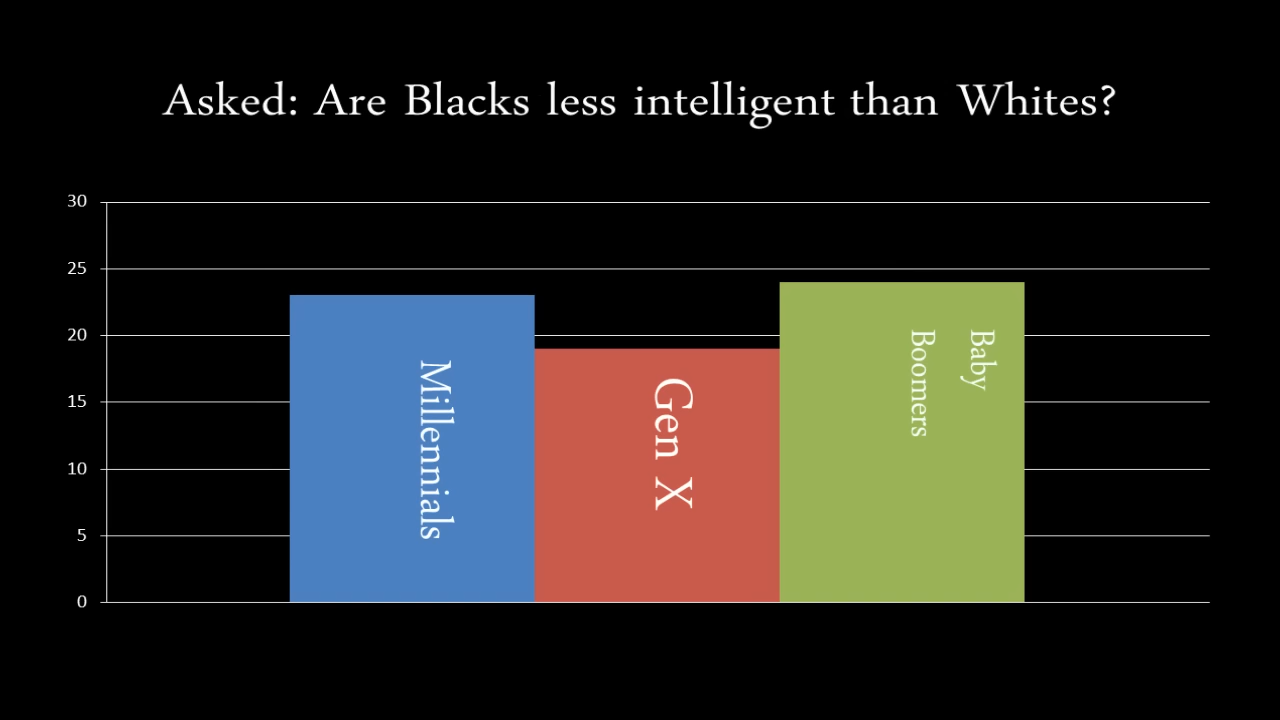 Asked: Are Blacks less intelligent than Whites?
30
25
20
15
10
5
0
Millennials
Gen X
Baby
Boomers